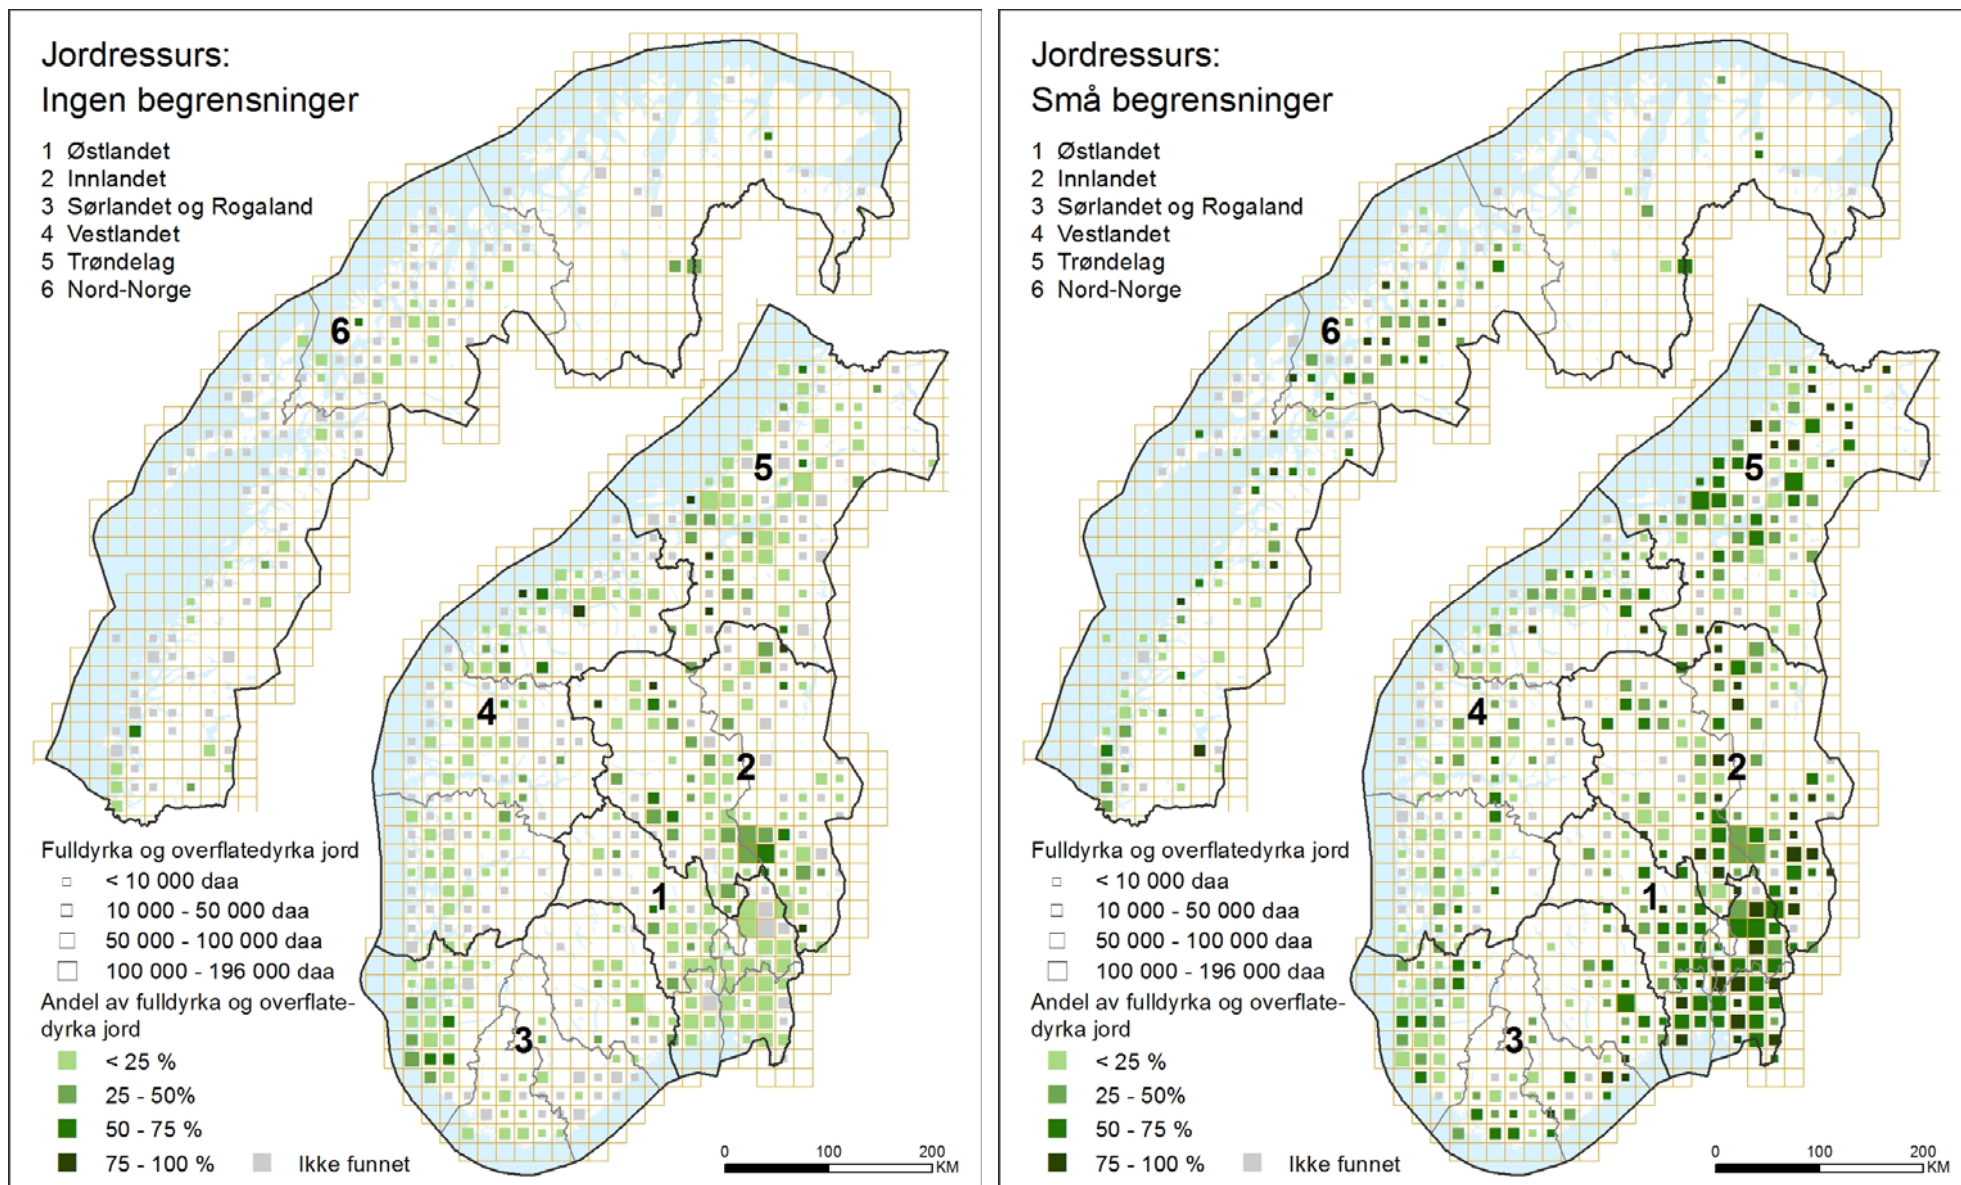 Jordressurs:
Ingen begrensninger
1 Østlandet
2 Innlandet
3 Sørlandet og Rogaland
4 Vestlandet
5 Trøndelag
6 Nord-Norge
6
5
4
2
1
3
Fulldyrka og overflatedyrka jord
< 10 000 daa
10 000 - 50 000 daa
50 000 - 100 000 daa
100 000 - 196 000 daa
Andel av fulldyrka og overflate-
dyrka jord
< 25 %
25 - 50%
50 - 75 %
75 - 100 %
Ikke funnet
0 100 200
KM
Jordressurs:
Små begrensninger
1 Østlandet
2 Innlandet
3 Sørlandet og Rogaland
4 Vestlandet
5 Trøndelag
6 Nord-Norge
6
5
4
2
1
3
Fulldyrka og overflatedyrka jord
< 10 000 daa
10 000 - 50 000 daa
50 000 - 100 000 daa
100 000 - 196 000 daa
Andel av fulldyrka og overflate-
dyrka jord
< 25 %
25 - 50%
50 - 75 %
75 - 100 %
Ikke funnet
0 100 200
KM